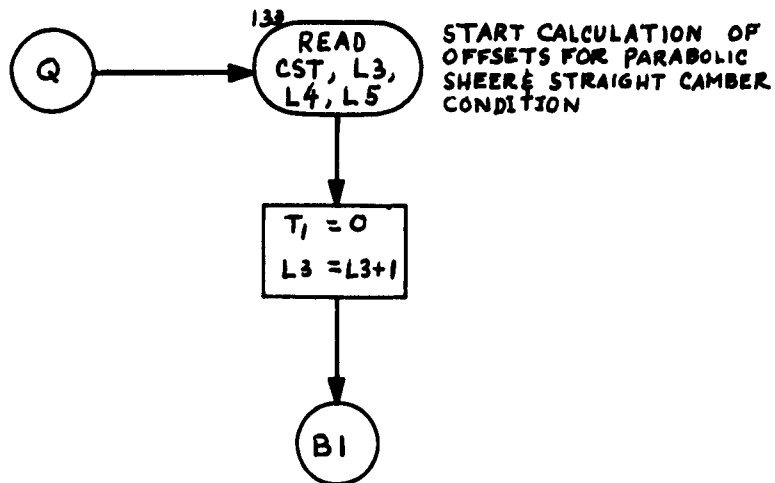 133
Q
READ
CST, L3,
L4, L5
START CALCULATION OF
OFFSETS FOR PARABOLIC
SHEER & STRAIGHT CAMBER
CONDITION
T1 = 0
L3 = L3+1
B1